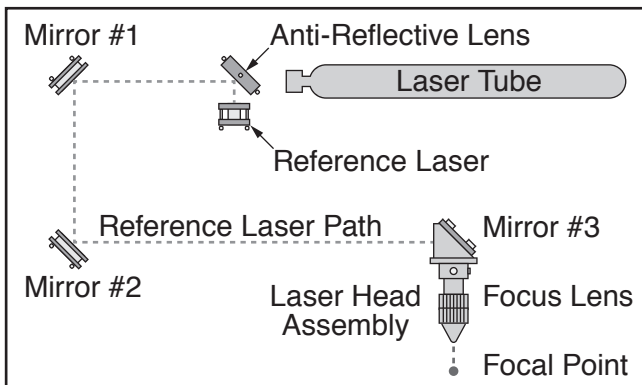 Mirror #1
Anti-Reflective Lens
Laser Tube
Reference Laser
Reference Laser Path
Mirror #3
Mirror #2
Laser Head
Assembly
Focus Lens
Focal Point